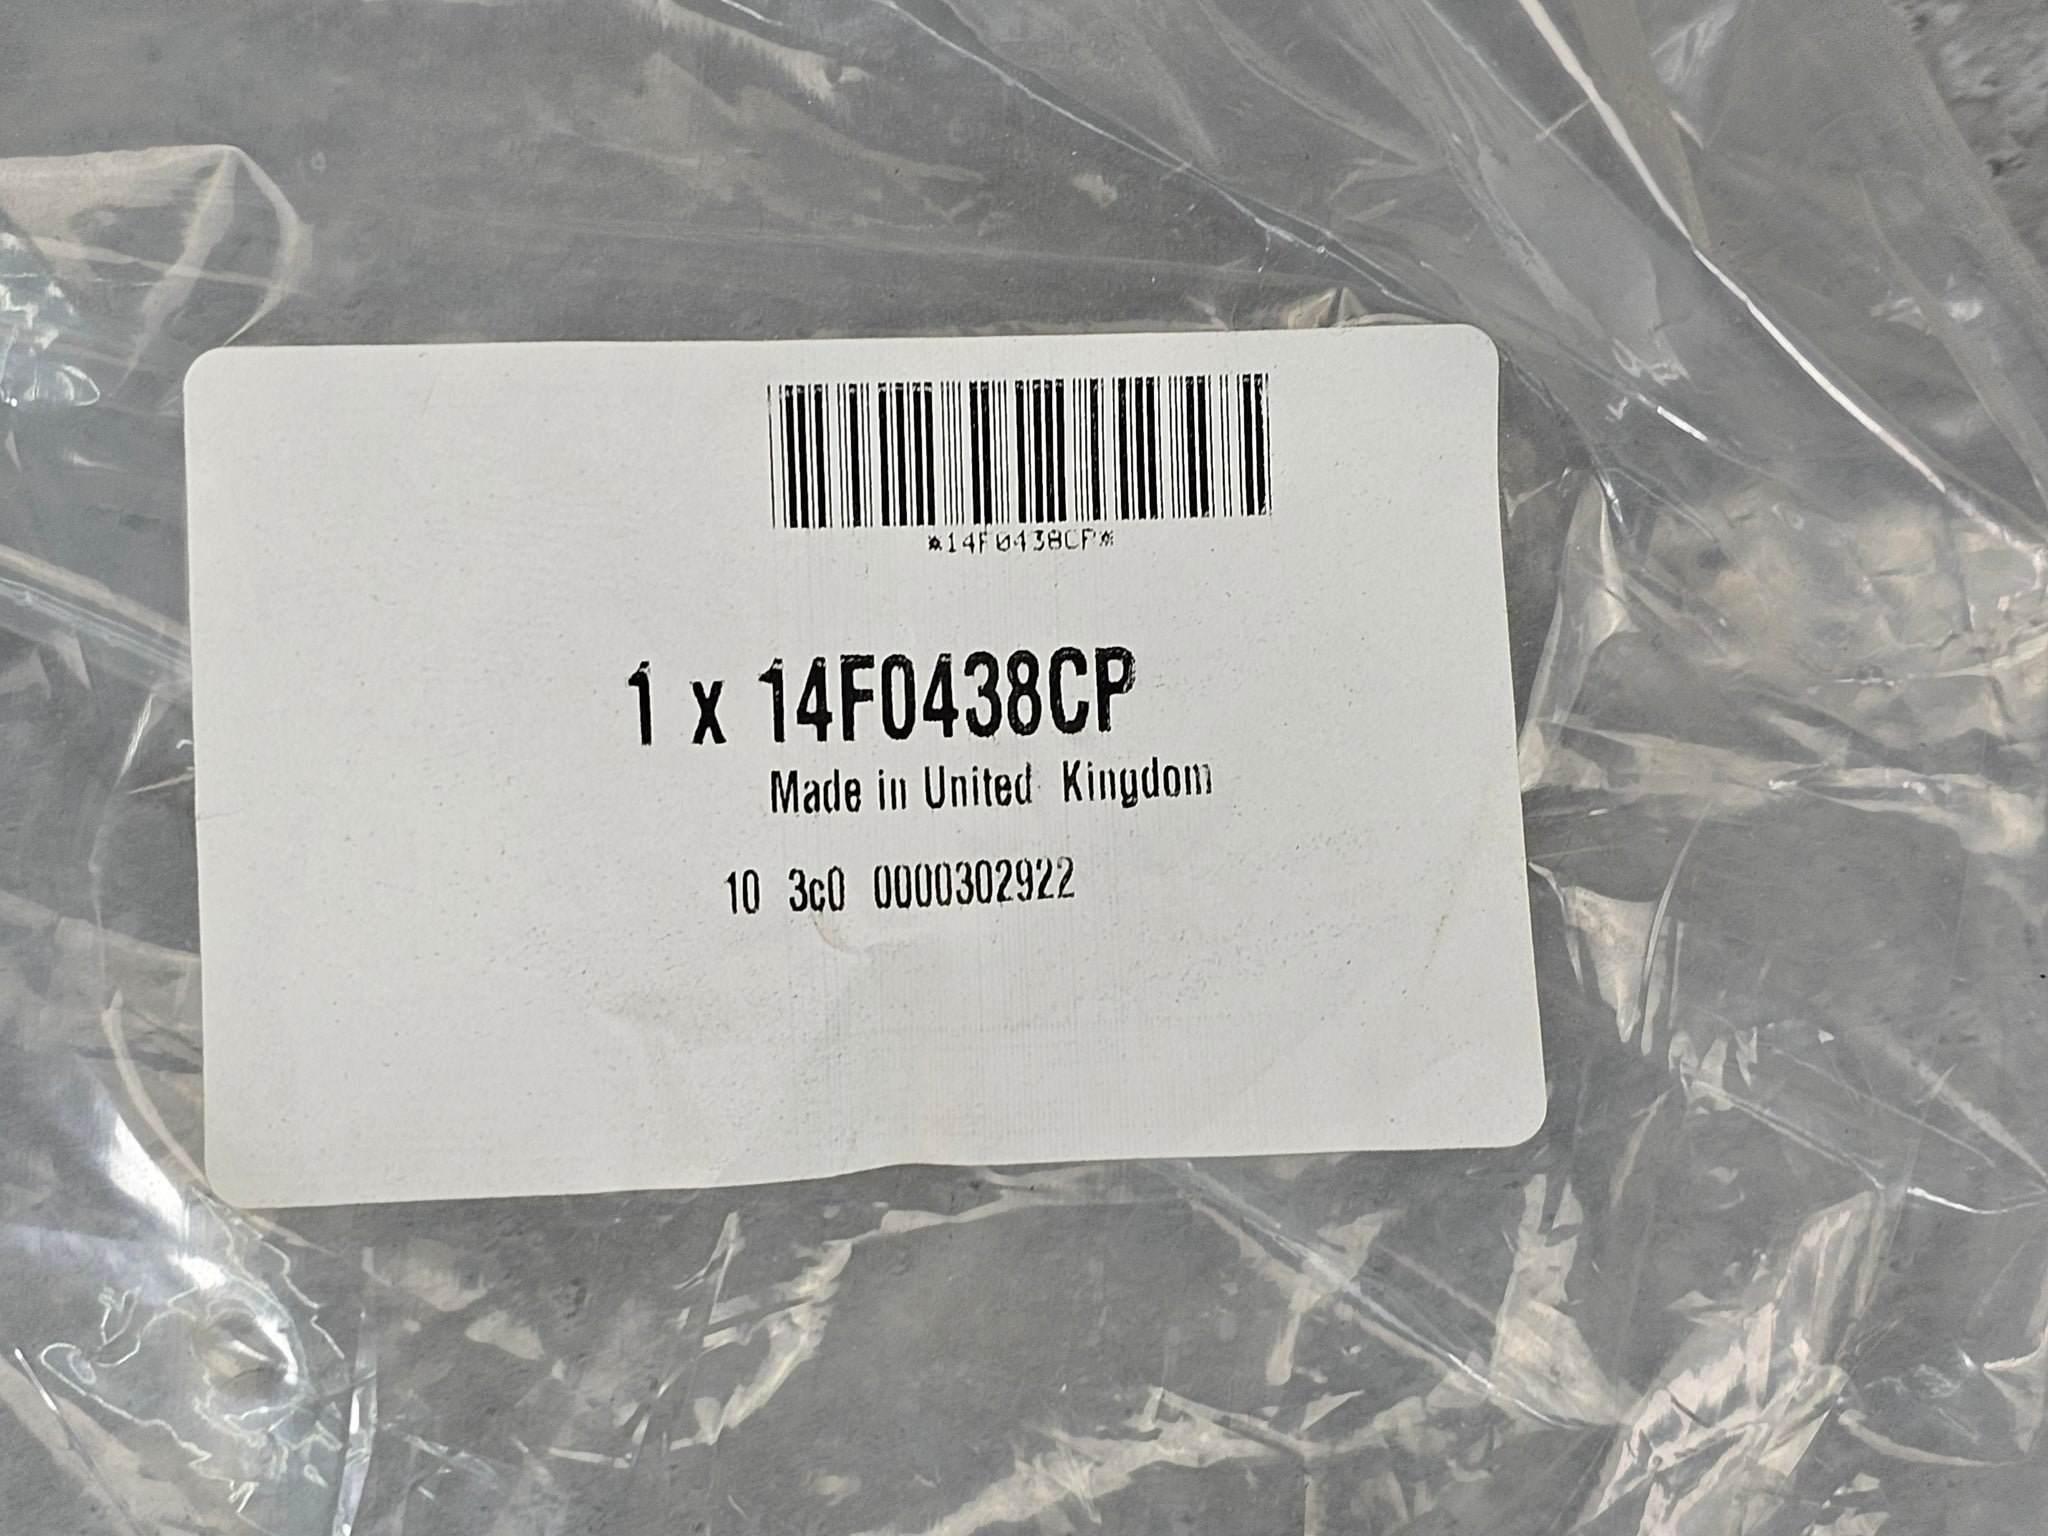 *14F0438CP*
1 x 14F0438CP
Made in United Kingdom
10 3c0 0000302922